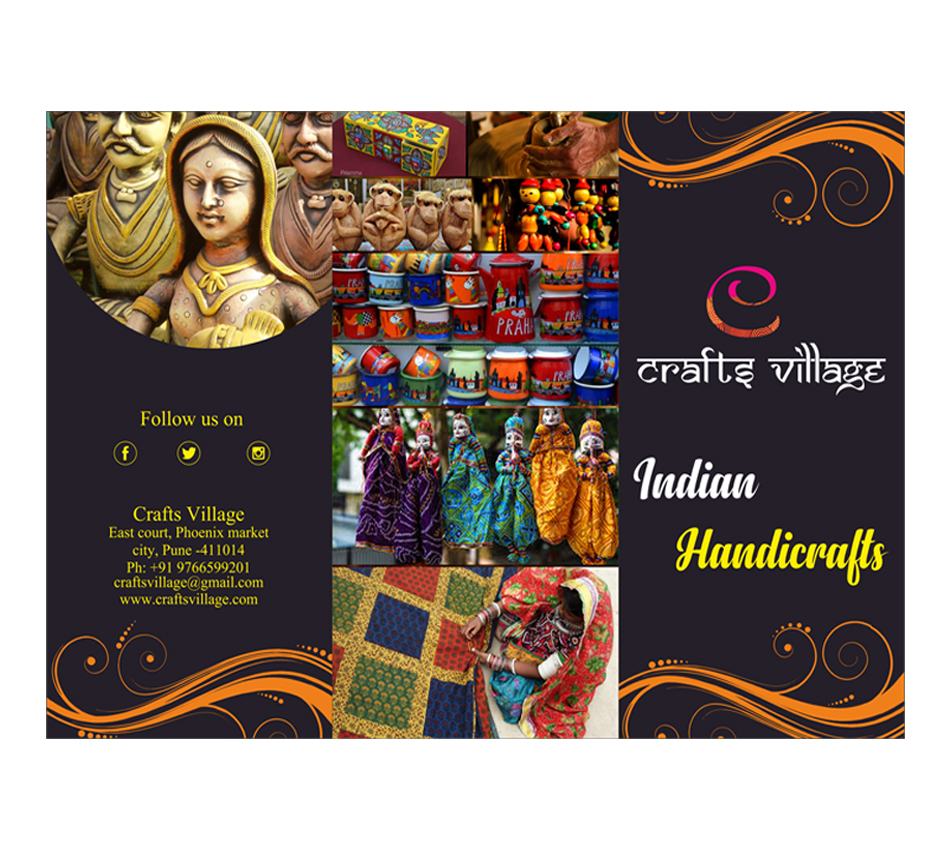 Follow us on
Crafts Village
East court, Phoenix market
city, Pune -411014
Ph: +91 9766599201
craftsvillage@gmail.com
www.craftsvillage.com
PRAHA
PRAHA
crafts village
Indian
Handicrafts